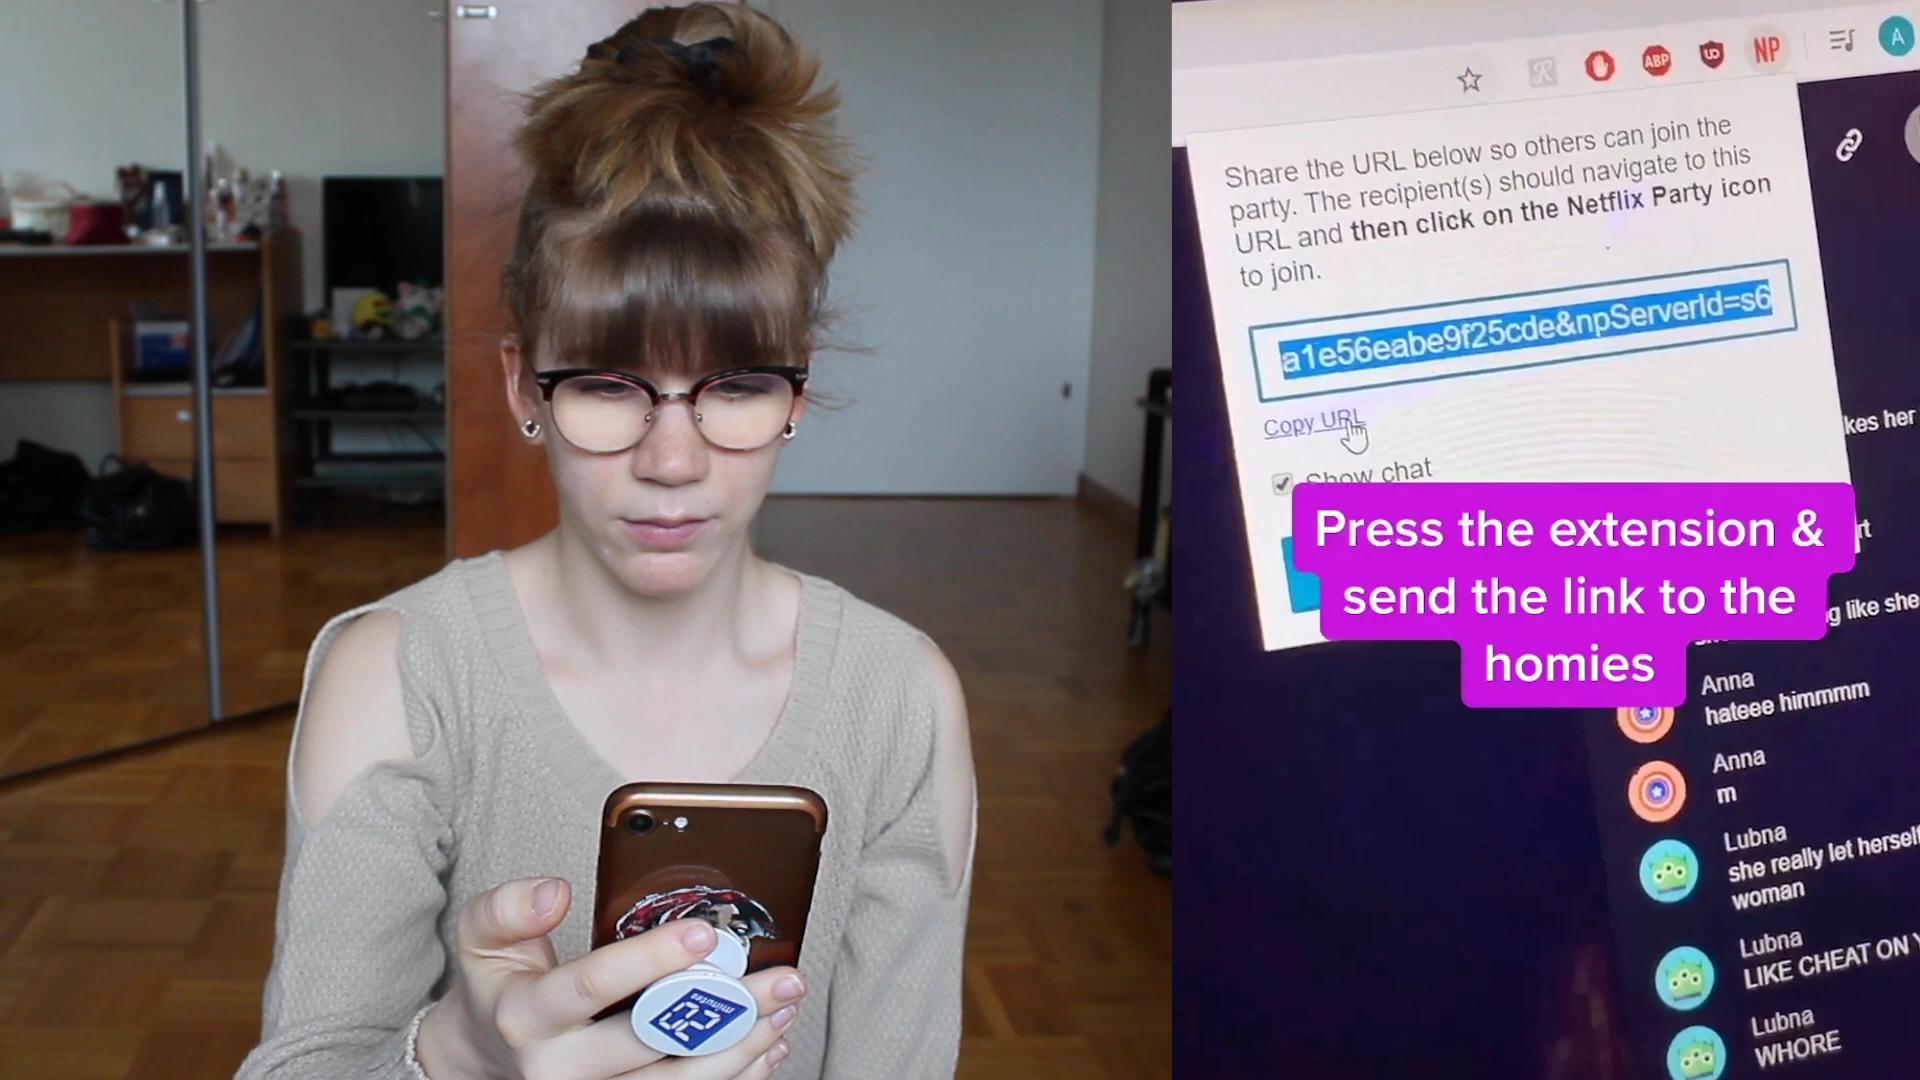 NP
ABP
A
Share the URL below so others can join the
party. The recipient(s) should navigate to this
URL and then click on the Netflix Party icon
to join.
a1e56eabe9f25cde&npServerId=s6
Copy URL
Show chat
Press the extension &
send the link to the
homies
kes her
rt
g like she
Anna
hateee himmmm
Anna
m
Lubna
she really let herself
woman
Lubna
LIKE CHEAT ON
Lubna
WHORE
02
minutes